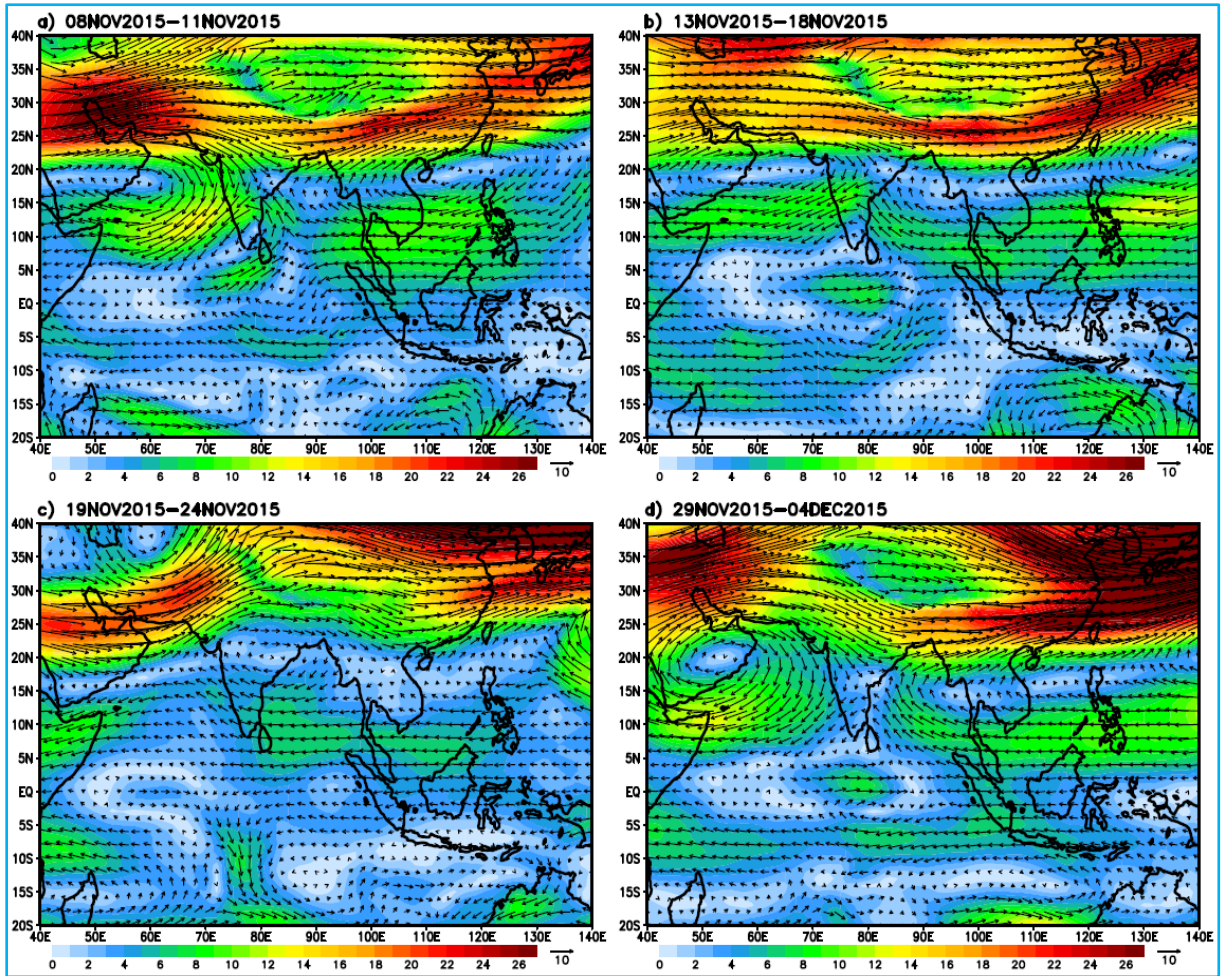 a) 08NOV2015–11NOV2015
40N
35N
30N
25N
20N
15N
10N
5N
EQ
5S
10S
15S
20S
40E 50E 60E 70E 80E 90E 100E 110E 120E 130E 140E
0 2 4 6 8 10 12 14 16 18 20 22 24 26
10
b) 13NOV2015–18NOV2015
40N
35N
30N
25N
20N
15N
10N
5N
EQ
5S
10S
15S
20S
40E 50E 60E 70E 80E 90E 100E 110E 120E 130E 140E
0 2 4 6 8 10 12 14 16 18 20 22 24 26
10
c) 19NOV2015–24NOV2015
40N
35N
30N
25N
20N
15N
10N
5N
EQ
5S
10S
15S
20S
40E 50E 60E 70E 80E 90E 100E 110E 120E 130E 140E
0 2 4 6 8 10 12 14 16 18 20 22 24 26
10
d) 29NOV2015–04DEC2015
40N
35N
30N
25N
20N
15N
10N
5N
EQ
5S
10S
15S
20S
40E 50E 60E 70E 80E 90E 100E 110E 120E 130E 140E
0 2 4 6 8 10 12 14 16 18 20 22 24 26
10